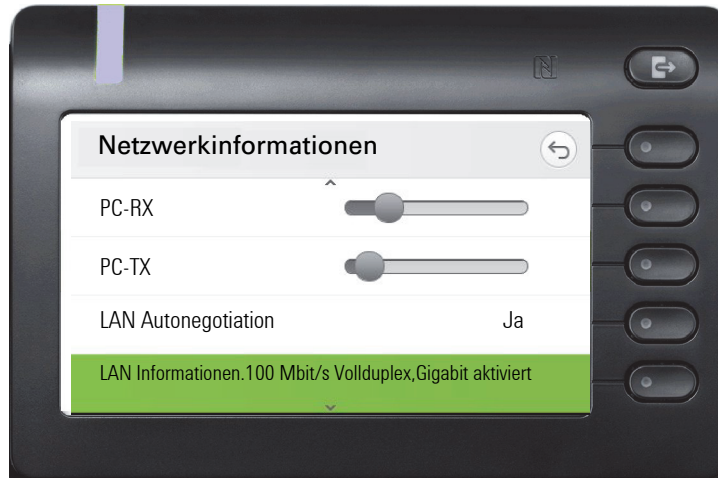 Netzwerkinformationen
PC-RX
PC-TX
LAN Autonegotiation Ja
LAN Informationen.100 Mbit/s Vollduplex,Gigabit aktiviert